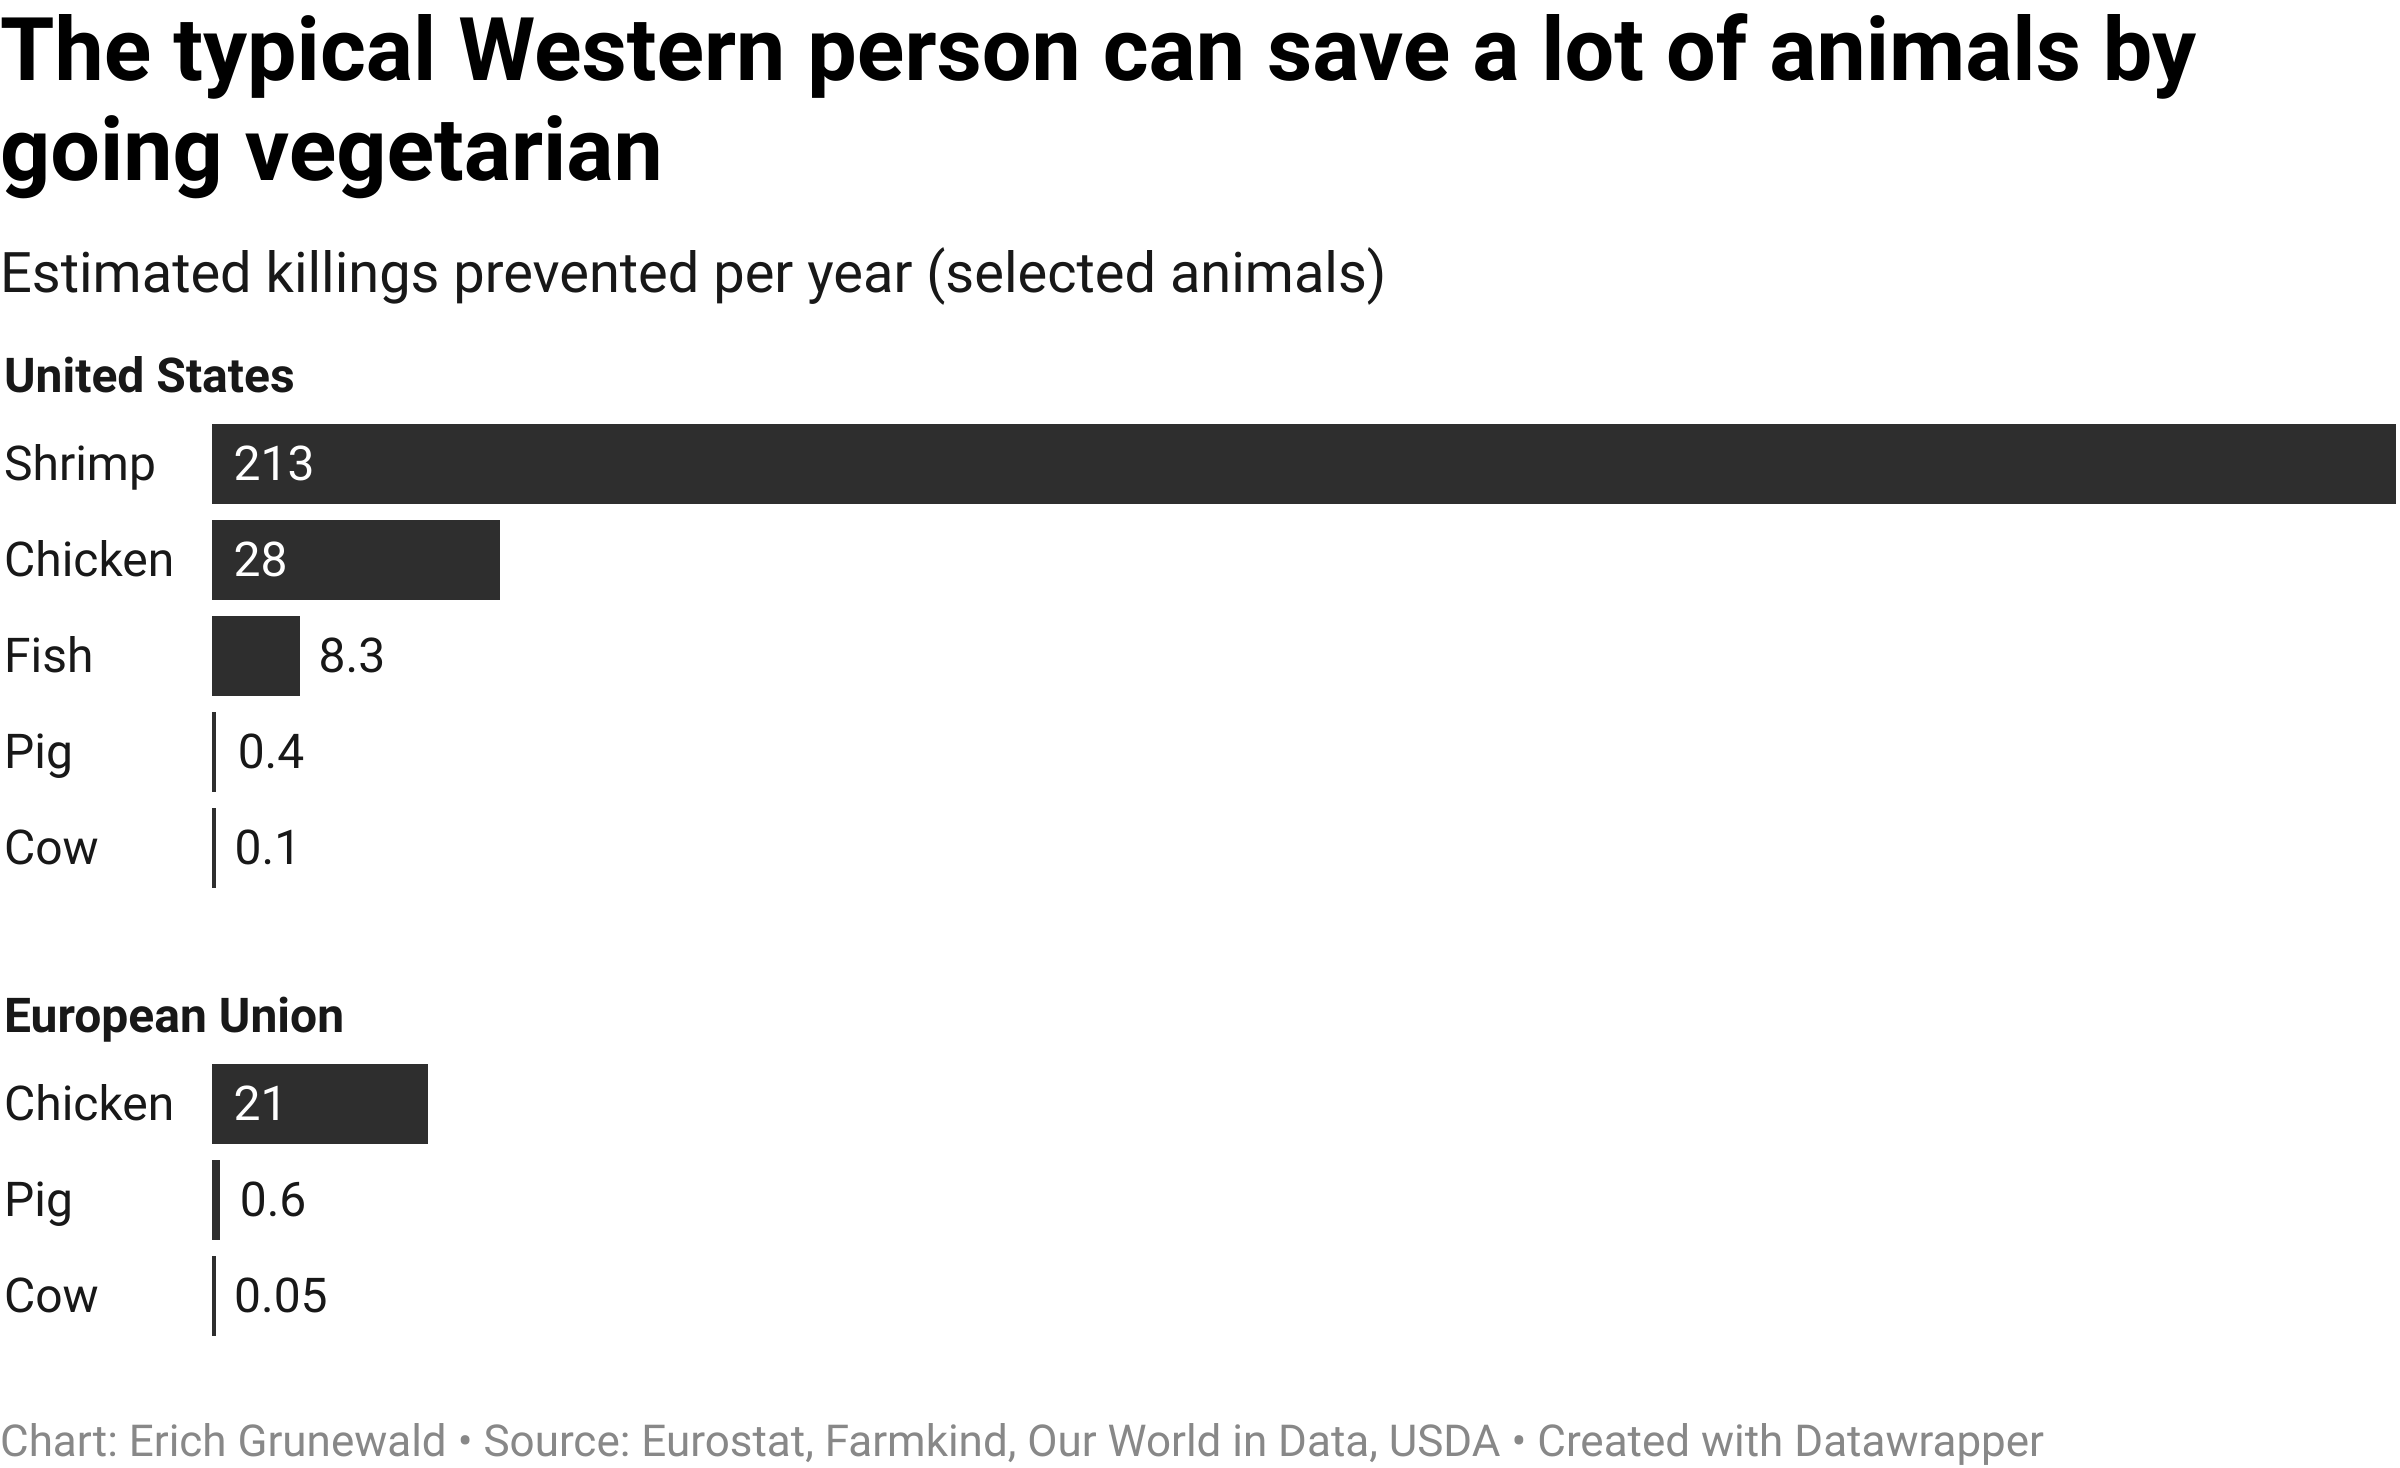 The typical Western person can save a lot of animals by
going vegetarian
Estimated killings prevented per year (selected animals)
United States
Shrimp 213
Chicken 28
Fish 8.3
Pig 0.4
Cow 0.1
European Union
Chicken 21
Pig 0.6
Cow 0.05
Chart: Erich Grunewald • Source: Eurostat, Farmkind, Our World in Data, USDA • Created with Datawrapper